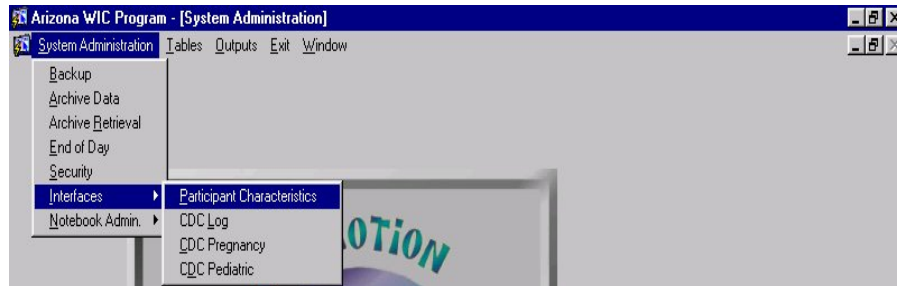 Arizona WIC Program - [System Administration]
System Administration Tables Outputs Exit Window
Backup
Archive Data
Archive Retrieval
End of Day
Security
Interfaces
Notebook Admin.
Participant Characteristics
CDC Log
CDC Pregnancy
CDC Pediatric